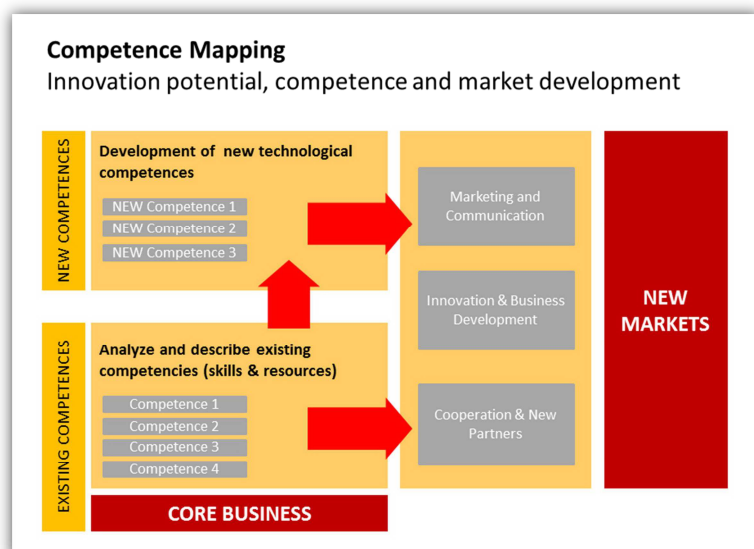 Competence Mapping
Innovation potential, competence and market development
NEW COMPETENCES
Development of new technological
competences
NEW Competence 1
NEW Competence 2
NEW Competence 3
EXISTING COMPETENCES
Analyze and describe existing
competencies (skills & resources)
Competence 1
Competence 2
Competence 3
Competence 4
CORE BUSINESS
Marketing and
Communication
Innovation & Business
Development
Cooperation & New
Partners
NEW
MARKETS